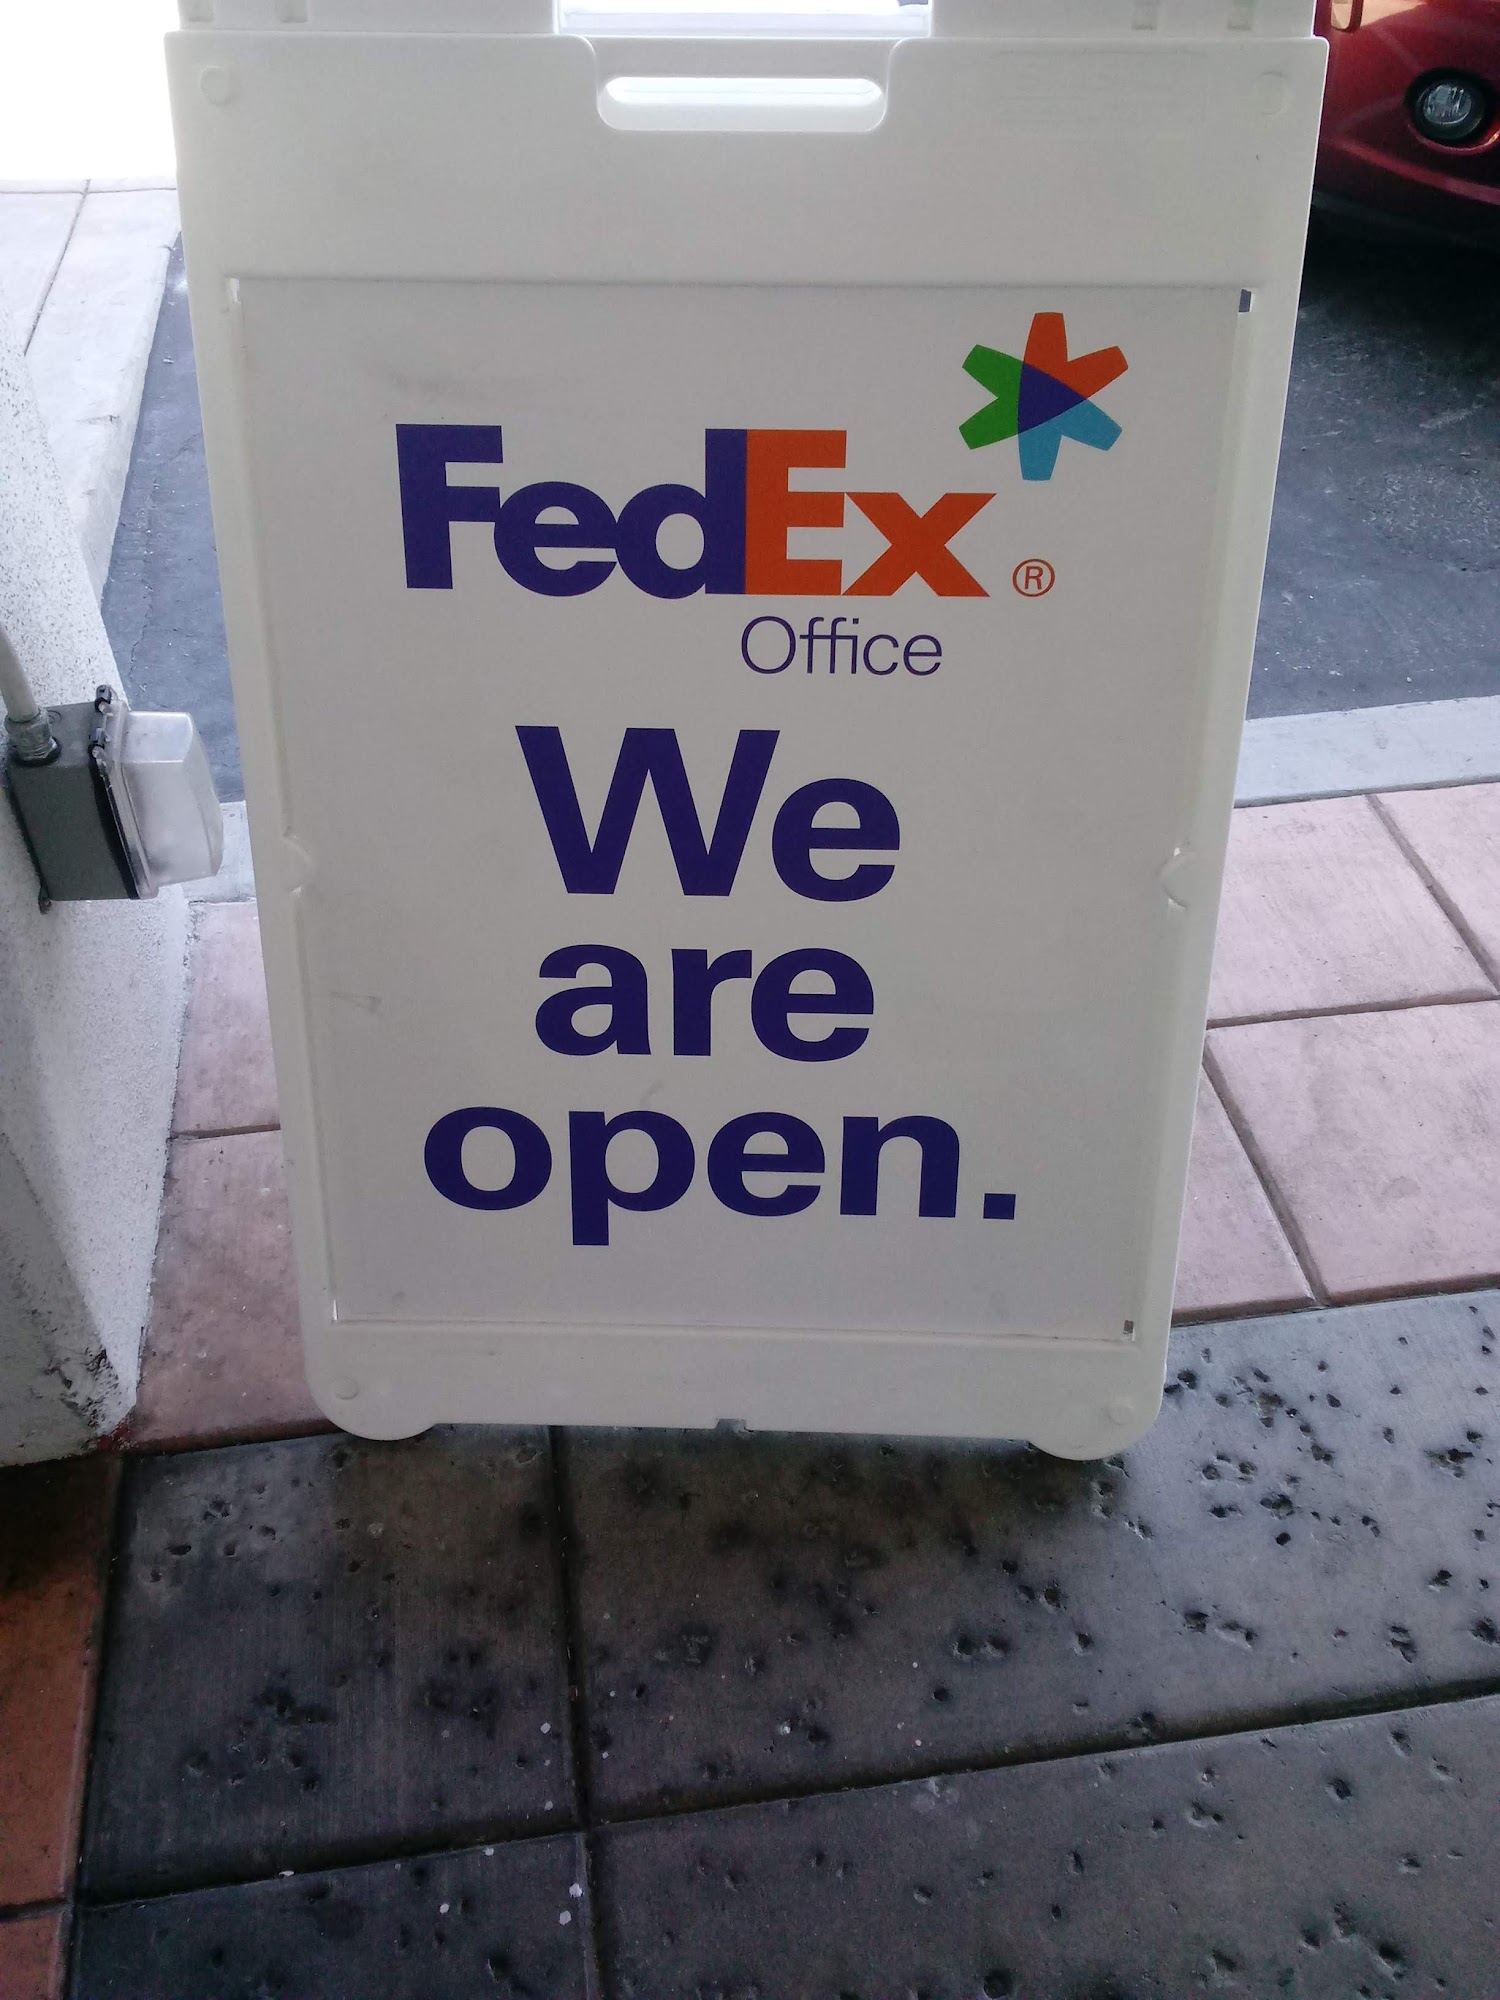 FedEx®
Office
We
are
open.